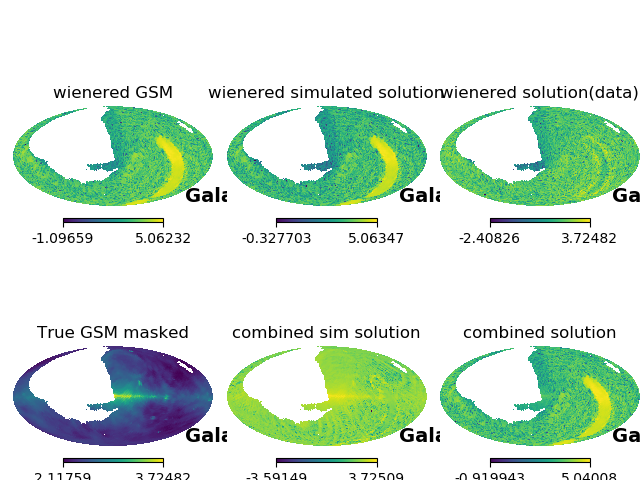 wienered GSM
wienered simulated solution
wienered solution(data)
Gala
Gala
Ga
-1.09659 5.06232
-0.327703 5.06347
-2.40826 3.72482
True GSM masked
combined sim solution
combined solution
Gala
Gala
Ga
2.11759 3.72482
-3.59149 3.72509
-0.919943 5.04008